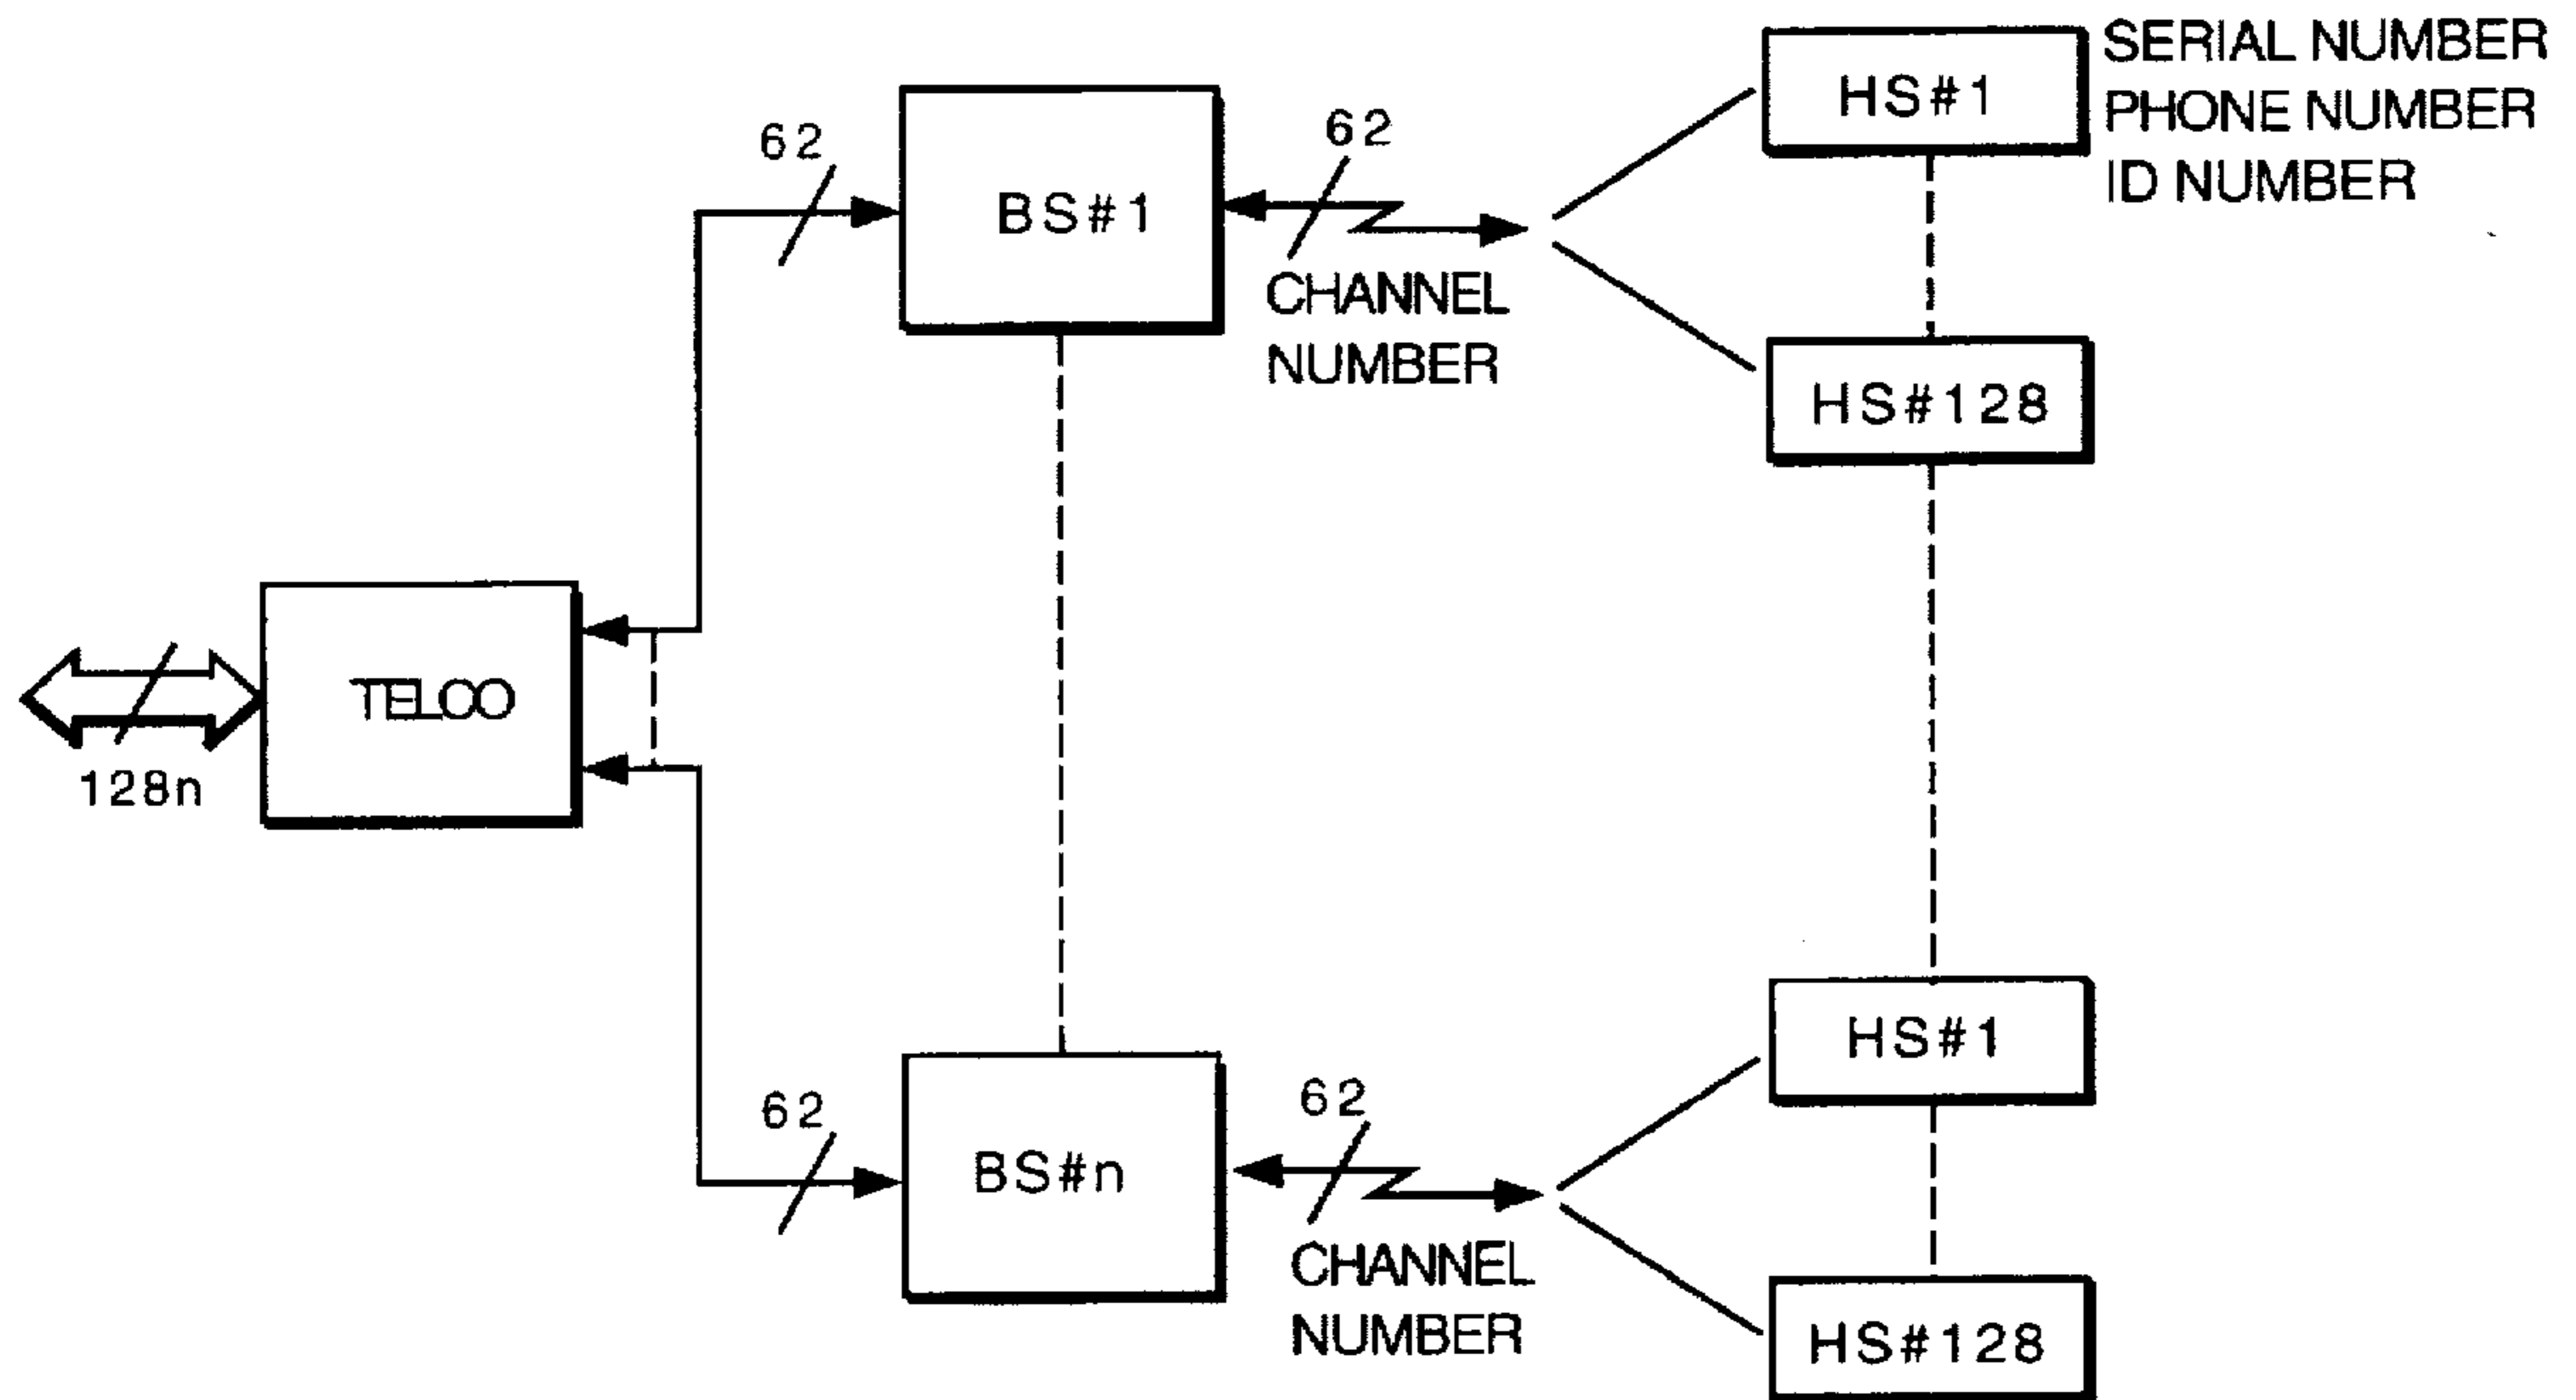 HS#1
SERIAL NUMBER
PHONE NUMBER
ID NUMBER
62
BS#1
62
CHANNEL
NUMBER
HS#128
TELCO
128n
62
BS#n
62
CHANNEL
NUMBER
HS#1
HS#128